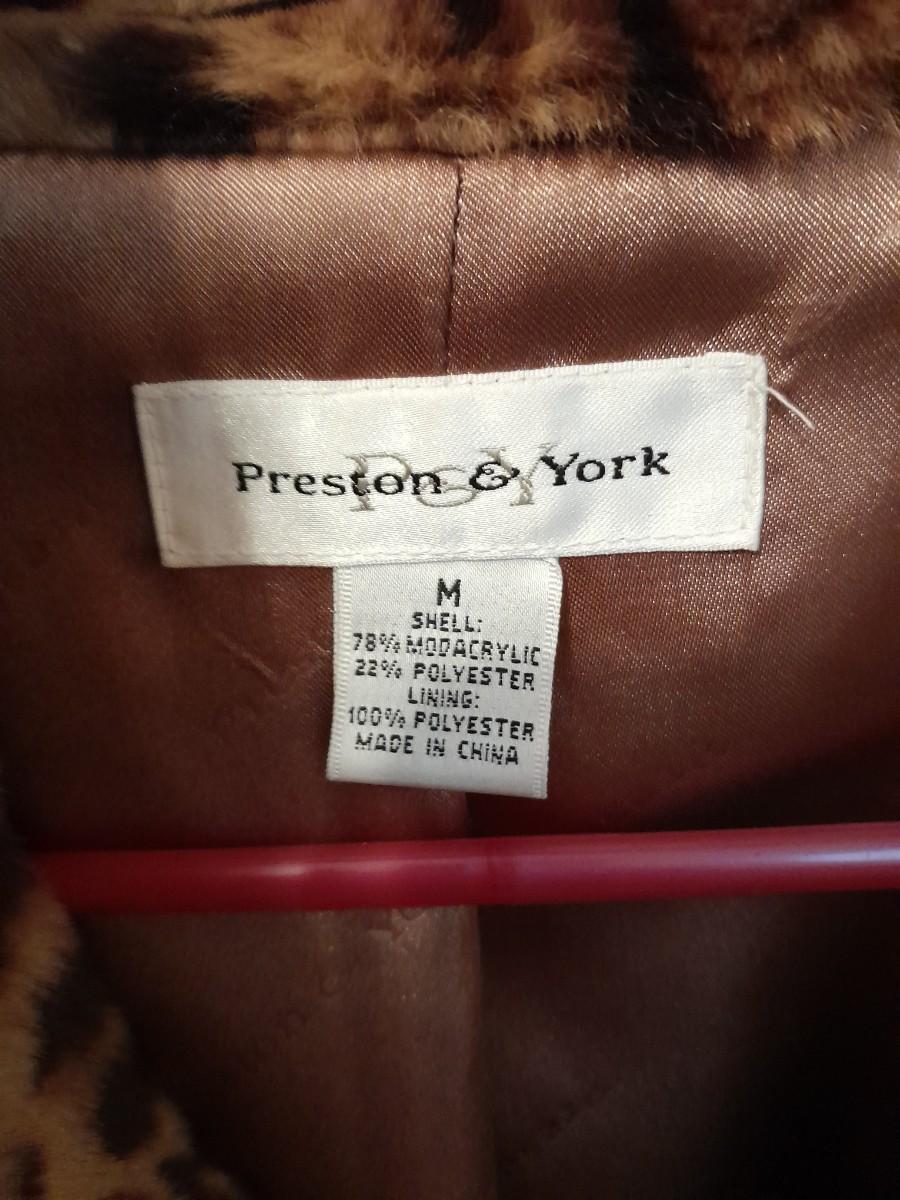 Preston & York
P&Y
M
SHELL:
78% MODACRYLIC
22% POLYESTER
LINING:
100% POLYESTER
MADE IN CHINA